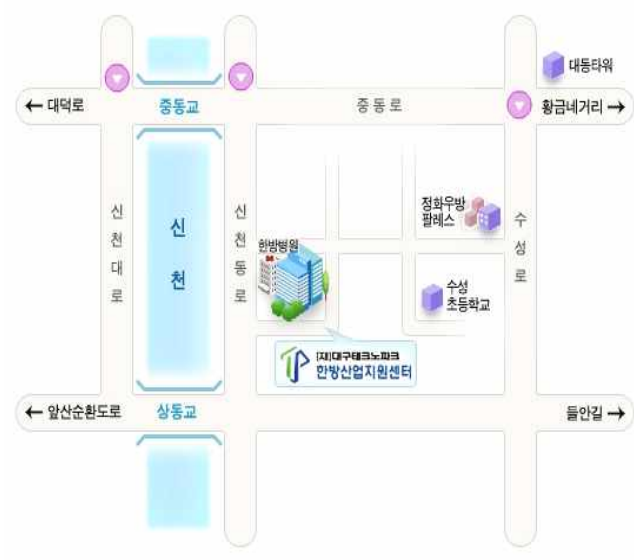 대동타워
← 대덕로
중동교
중동로
황금네거리 →
신천대로
신천
신천동로
한방병원
정화우방
팔레스
수성로
수성
초등학교
TP
(재)대구테크노파크
한방산업지원센터
← 앞산순환도로
상동교
들안길 →